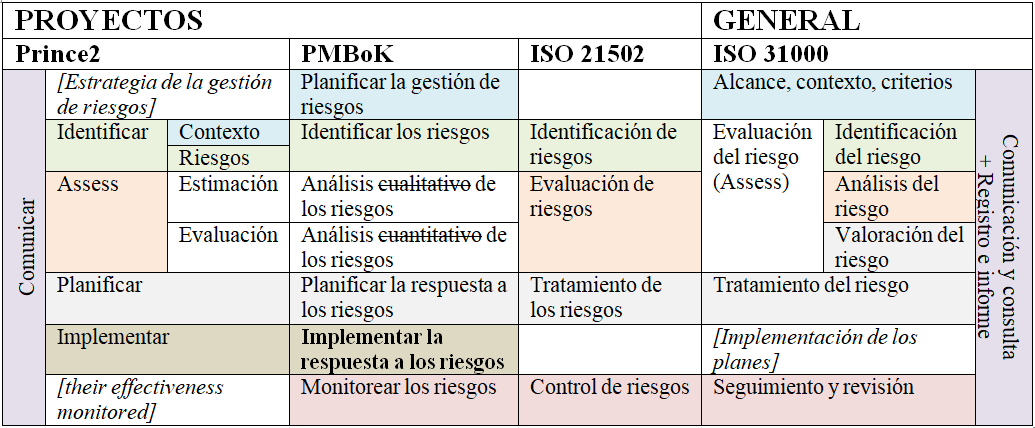 PROYECTOS
GENERAL
Prince2
PMBoK
ISO 21502
ISO 31000
Comunicar
[Estrategia de la gestión
de riesgos]
Planificar la gestión de
riesgos
Alcance, contexto, criterios
Comunicación y consulta
+ Registro e informe
Identificar
Contexto
Riesgos
Identificar los riesgos
Identificación de
riesgos
Evaluación
del riesgo
(Assess)
Identificación
del riesgo
Assess
Estimación
Análisis cualitativo de
los riesgos
Evaluación de
riesgos
Análisis del
riesgo
Evaluación
Análisis cuantitativo de
los riesgos
Valoración del
riesgo
Planificar
Planificar la respuesta a
los riesgos
Tratamiento de
los riesgos
Tratamiento del riesgo
Implementar
Implementar la
respuesta a los riesgos
[Implementación de los
planes]
[their effectiveness
monitored]
Monitorear los riesgos
Control de riesgos
Seguimiento y revisión